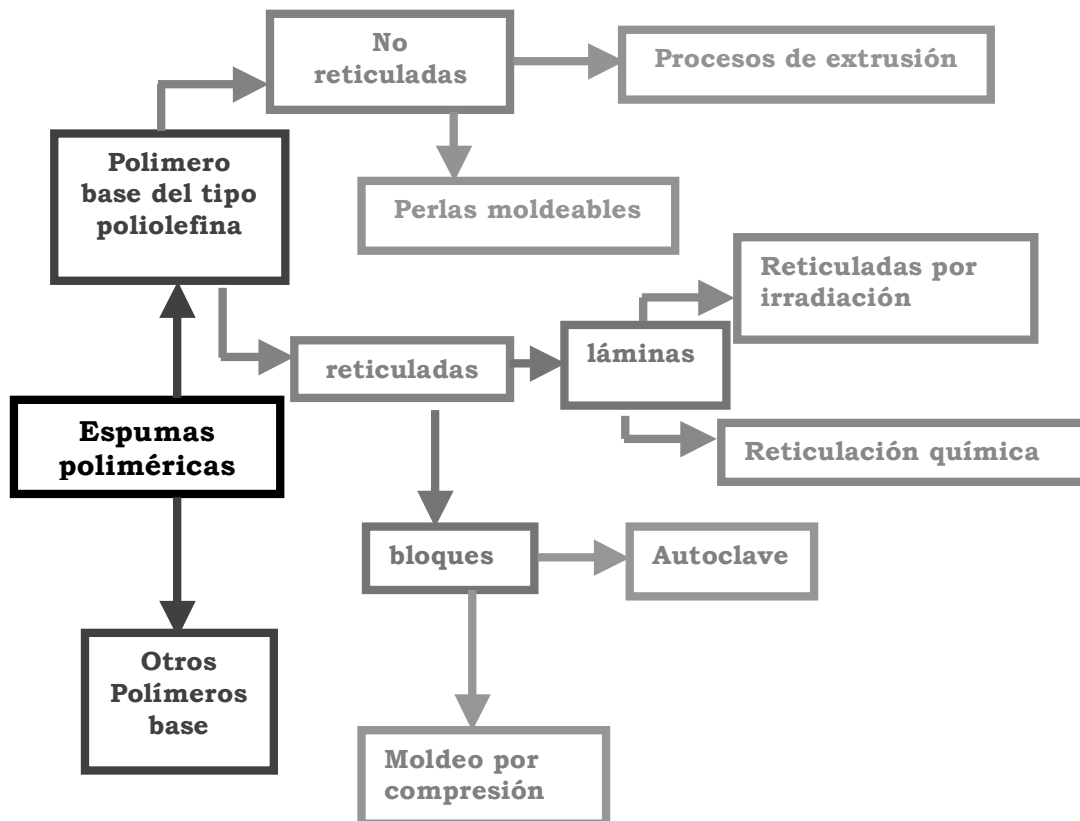 No
reticuladas
Procesos de extrusión
Polimero
base del tipo
poliolefina
Perlas moldeables
Reticuladas por
irradiación
reticuladas
láminas
Espumas
poliméricas
Reticulación química
bloques
Autoclave
Otros
Polímeros
base
Moldeo por
compresión